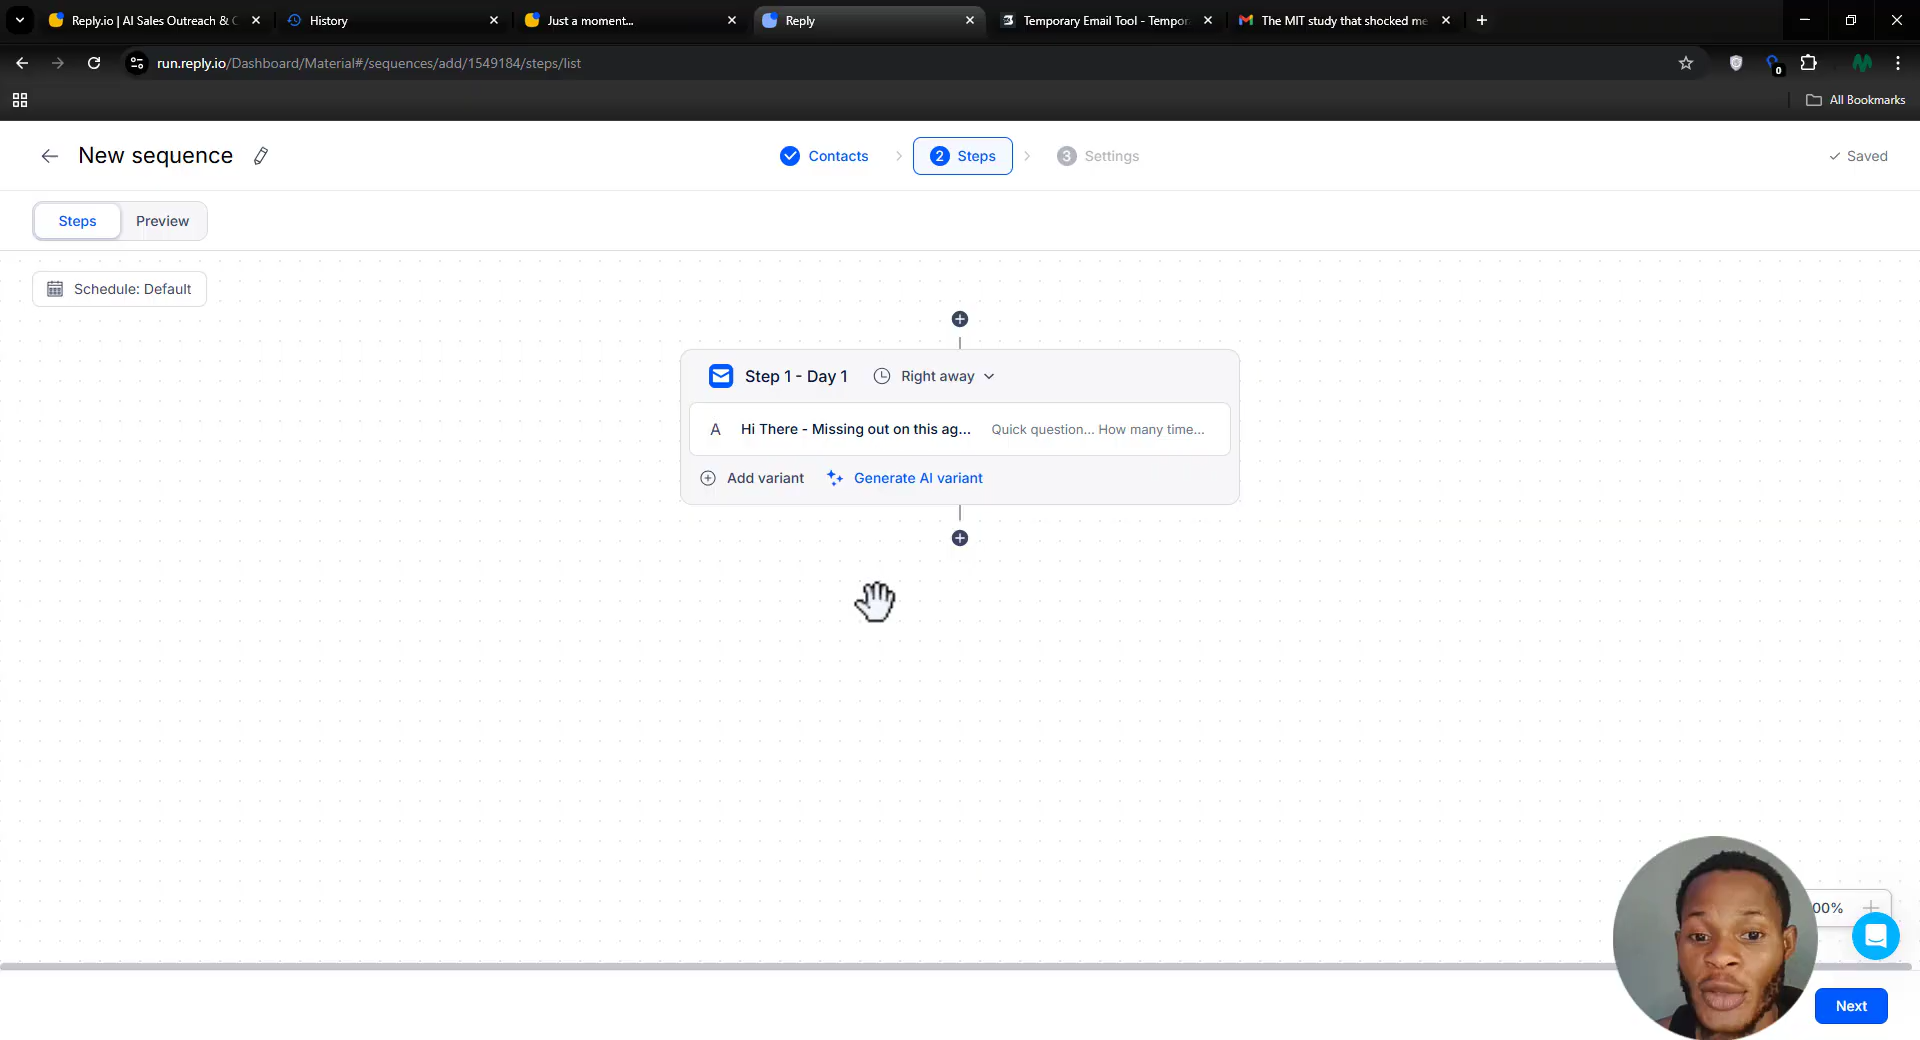 Reply.io | AI Sales Outreach & C
History
Just a moment...
Reply
Temporary Email Tool - Tempor
The MIT study that shocked me
run.reply.io/Dashboard/Material#/sequences/add/1549184/steps/list
0
All Bookmarks
New sequence
Contacts
2 Steps
3 Settings
Saved
Steps
Preview
Schedule: Default
Step 1 - Day 1
Right away
A Hi There - Missing out on this ag... Quick question... How many time...
Add variant
Generate AI variant
00%
Next